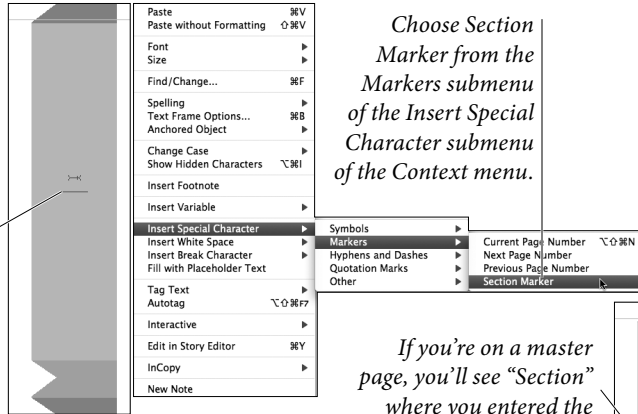 Paste ⌘V
Paste without Formatting ⇧⌘V
Font
Size
Find/Change... ⌘F
Spelling
Text Frame Options... ⌘B
Anchored Object
Change Case
Show Hidden Characters ⌥⌘I
Insert Footnote
Insert Variable
Insert Special Character
Insert White Space
Insert Break Character
Fill with Placeholder Text
Tag Text
Autotag ⌥⇧⌘F7
Interactive
Edit in Story Editor ⌘Y
InCopy
New Note
Symbols
Markers
Hyphens and Dashes
Quotation Marks
Other
Current Page Number ⌥⇧⌘N
Next Page Number
Previous Page Number
Section Marker
Choose Section
Marker from the
Markers submenu
of the Insert Special
Character submenu
of the Context menu.
If you're on a master
page, you'll see “Section”
where you entered the